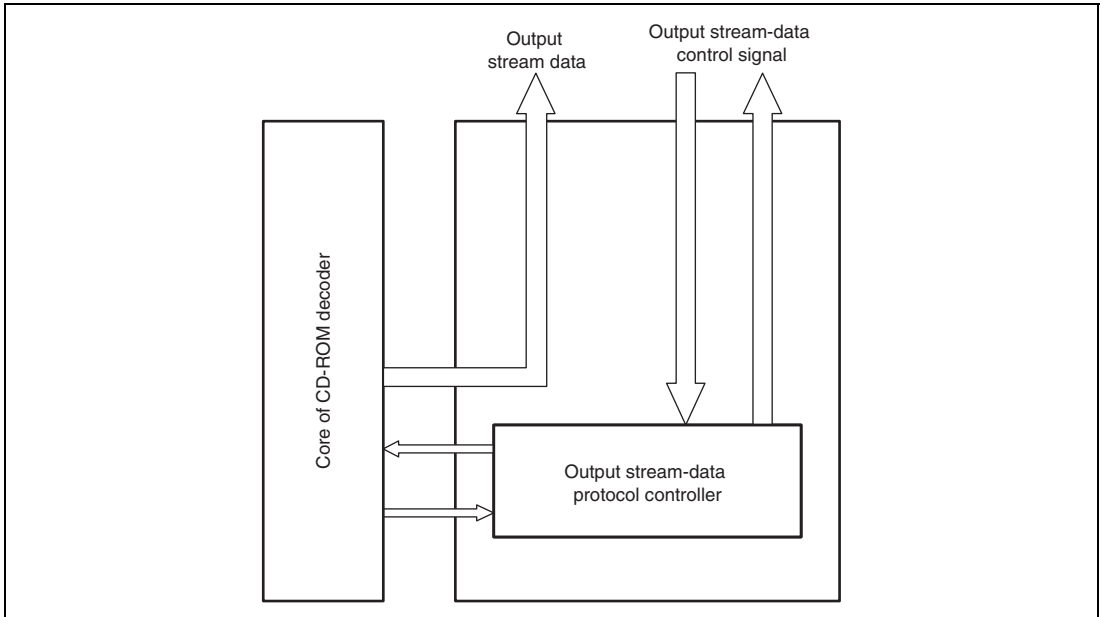 Output
stream data
Output stream-data
control signal
Core of CD-ROM decoder
Output stream-data
protocol controller